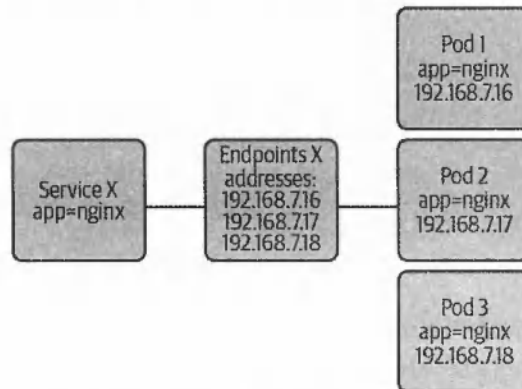 Pod 1
app=nginx
192.168.7.16
Service X
app=nginx
Endpoints X
addresses:
192.168.7.16
192.168.7.17
192.168.7.18
Pod 2
app=nginx
192.168.7.17
Pod 3
app=nginx
192.168.7.18